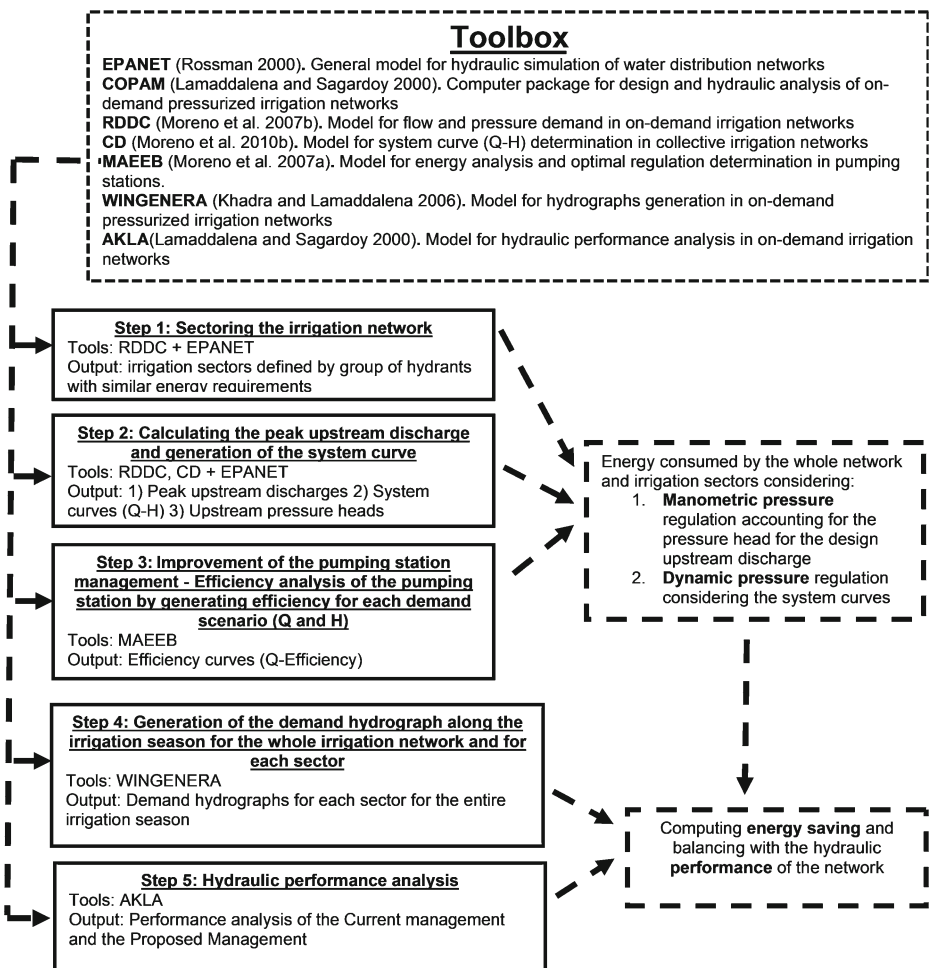 Toolbox
EPANET (Rossman 2000). General model for hydraulic simulation of water distribution networks
COPAM (Lamaddalena and Sagardoy 2000). Computer package for design and hydraulic analysis of on-
demand pressurized irrigation networks
RDDC (Moreno et al. 2007b). Model for flow and pressure demand in on-demand irrigation networks
CD (Moreno et al. 2010b). Model for system curve (Q-H) determination in collective irrigation networks
MAEEB (Moreno et al. 2007a). Model for energy analysis and optimal regulation determination in pumping
stations.
WINGENERA (Khadra and Lamaddalena 2006). Model for hydrographs generation in on-demand
pressurized irrigation networks
AKLA(Lamaddalena and Sagardoy 2000). Model for hydraulic performance analysis in on-demand irrigation
networks
Step 1: Sectoring the irrigation network
Tools: RDDC + EPANET
Output: irrigation sectors defined by group of hydrants
with similar energy requirements
Step 2: Calculating the peak upstream discharge
and generation of the system curve
Tools: RDDC, CD + EPANET
Output: 1) Peak upstream discharges 2) System
curves (Q-H) 3) Upstream pressure heads
Step 3: Improvement of the pumping station
management - Efficiency analysis of the pumping
station by generating efficiency for each demand
scenario (Q and H)
Tools: MAEEB
Output: Efficiency curves (Q-Efficiency)
Energy consumed by the whole network
and irrigation sectors considering:
1. Manometric pressure
regulation accounting for the
pressure head for the design
upstream discharge
2. Dynamic pressure regulation
considering the system curves
Step 4: Generation of the demand hydrograph along the
irrigation season for the whole irrigation network and for
each sector
Tools: WINGENERA
Output: Demand hydrographs for each sector for the entire
irrigation season
Step 5: Hydraulic performance analysis
Tools: AKLA
Output: Performance analysis of the Current management
and the Proposed Management
Computing energy saving and
balancing with the hydraulic
performance of the network